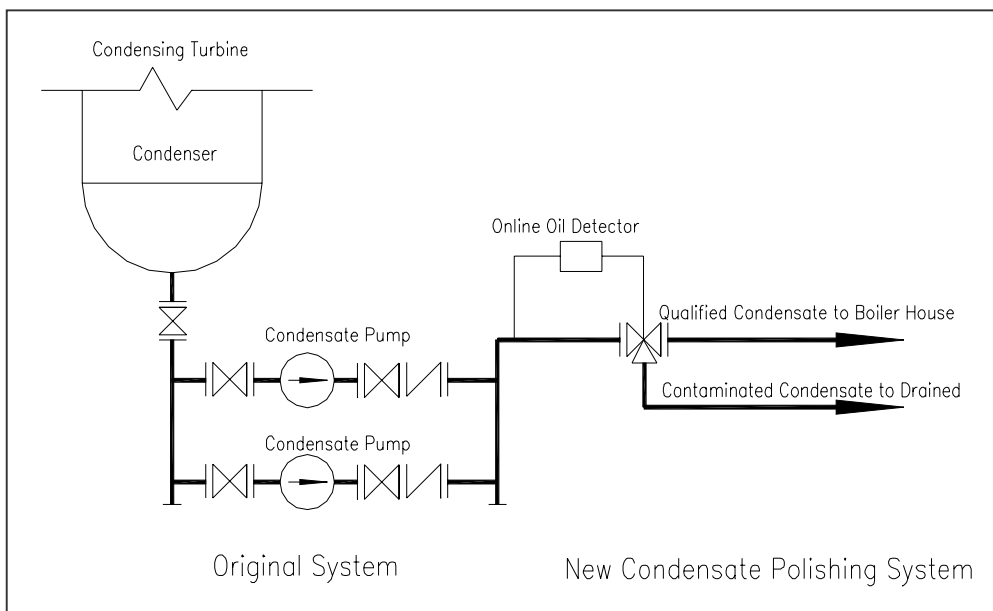 Condensing Turbine
Condenser
Online Oil Detector
Qualified Condensate to Boiler House
Condensate Pump
Contaminated Condensate to Drained
Condensate Pump
Original System
New Condensate Polishing System